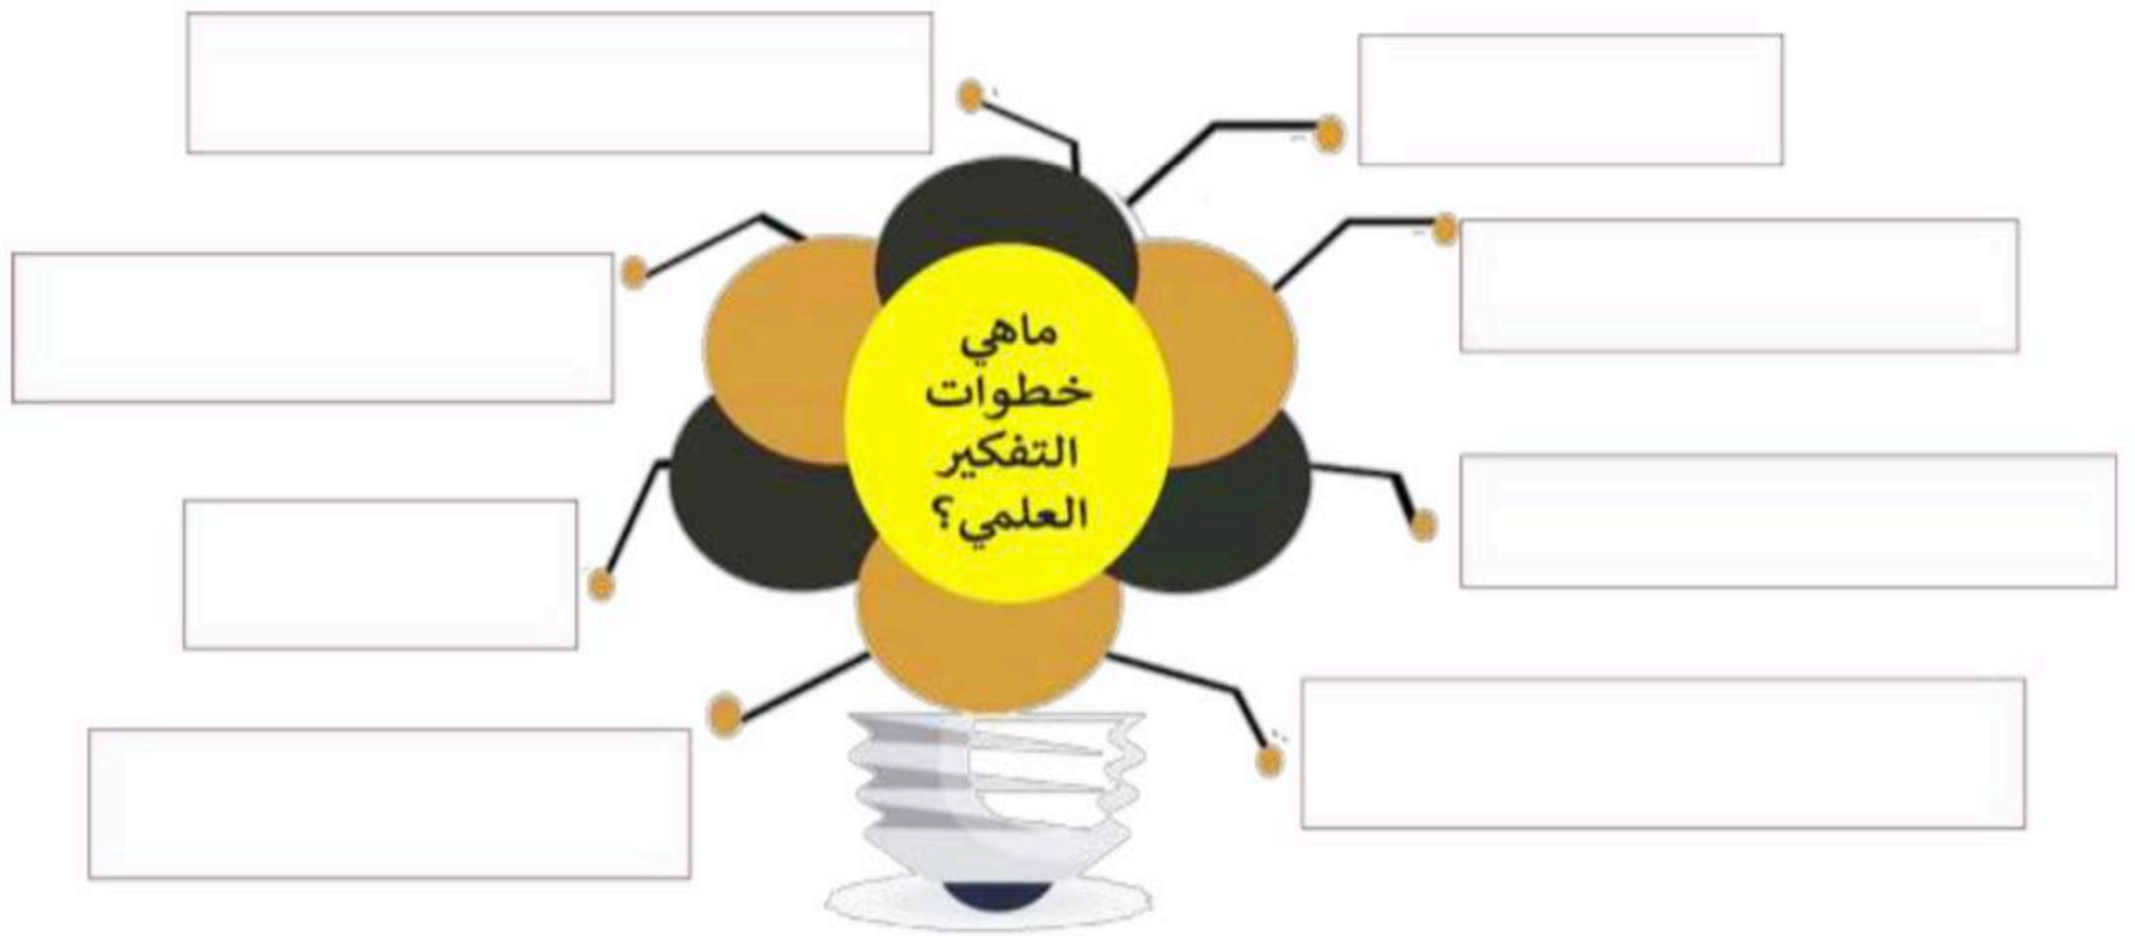 ماهي
خطوات
التفكير
العلمي؟